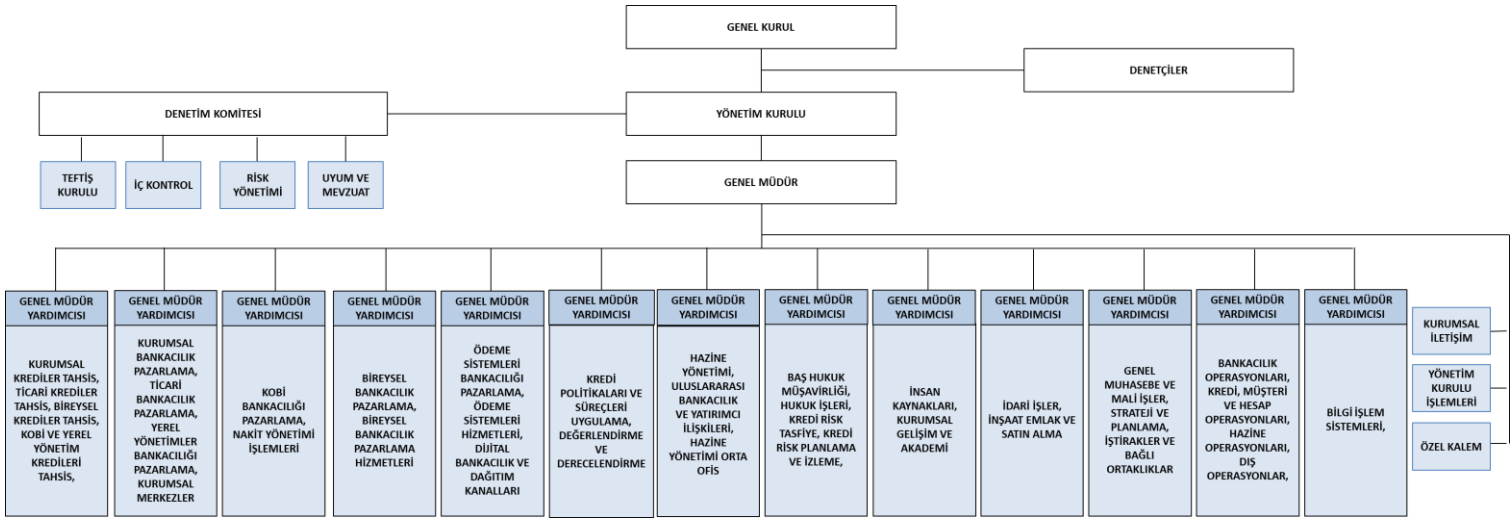 GENEL KURUL
DENETÇİLER
DENETİM KOMİTESİ
YÖNETİM KURULU
TEFTİŞ
KURULU
İÇ KONTROL
RİSK
YÖNETİMİ
UYUM VE
MEVZUAT
GENEL MÜDÜR
GENEL MÜDÜR
YARDIMCISI
KURUMSAL
KREDİLER TAHSİS,
TİCARİ KREDİLER
TAHSİS, BİREYSEL
KREDİLER TAHSİS,
KOBİ VE YEREL
YÖNETİM
KREDİLERİ
TAHSİS,
GENEL MÜDÜR
YARDIMCISI
KURUMSAL
BANKACILIK
PAZARLAMA,
TİCARİ
BANKACILIK
PAZARLAMA,
YEREL
YÖNETİMLER
BANKACILIĞI
PAZARLAMA,
KURUMSAL
MERKEZLER
GENEL MÜDÜR
YARDIMCISI
KOBİ
BANKACILIĞI
PAZARLAMA,
NAKİT YÖNETİMİ
İŞLEMLERİ
GENEL MÜDÜR
YARDIMCISI
BİREYSEL
BANKACILIK
PAZARLAMA,
BİREYSEL
BANKACILIK
PAZARLAMA
HİZMETLERİ
GENEL MÜDÜR
YARDIMCISI
ÖDEME
SİSTEMLERİ
BANKACILIĞI
PAZARLAMA,
ÖDEME
SİSTEMLERİ
HİZMETLERİ,
DİJİTAL
BANKACILIK VE
DAĞITIM
KANALLARI
GENEL MÜDÜR
YARDIMCISI
KREDİ
POLİTİKALARI VE
SÜREÇLERİ
UYGULAMA,
DEĞERLENDİRME
VE
DERECELENDİRME
GENEL MÜDÜR
YARDIMCISI
HAZİNE
YÖNETİMİ,
ULUSLARARASI
BANKACILIK
VE YATIRIMCI
İLİŞKİLERİ,
HAZİNE
YÖNETİMİ ORTA
OFİS
GENEL MÜDÜR
YARDIMCISI
BAŞ HUKUK
MÜŞAVİRLİĞİ,
HUKUK İŞLERİ,
KREDİ RİSK
TASFİYE, KREDİ
RİSK PLANLAMA
VE İZLEME,
GENEL MÜDÜR
YARDIMCISI
İNSAN
KAYNAKLARI,
KURUMSAL
GELİŞİM VE
AKADEMİ
GENEL MÜDÜR
YARDIMCISI
İDARİ İŞLER,
İNŞAAT EMLAK VE
SATIN ALMA
GENEL MÜDÜR
YARDIMCISI
GENEL
MUHASEBE VE
MALİ İŞLER,
STRATEJİ VE
PLANLAMA,
İŞTİRAKLER VE
BAĞLI
ORTAKLIKLAR
GENEL MÜDÜR
YARDIMCISI
BANKACILIK
OPERASYONLARI,
KREDİ, MÜŞTERİ
VE HESAP
OPERASYONLARI,
HAZİNE
OPERASYONLARI,
DIŞ
OPERASYONLAR,
GENEL MÜDÜR
YARDIMCISI
BİLGİ İŞLEM
SİSTEMLERİ,
KURUMSAL
İLETİŞİM
YÖNETİM
KURULU
İŞLEMLERİ
ÖZEL KALEM